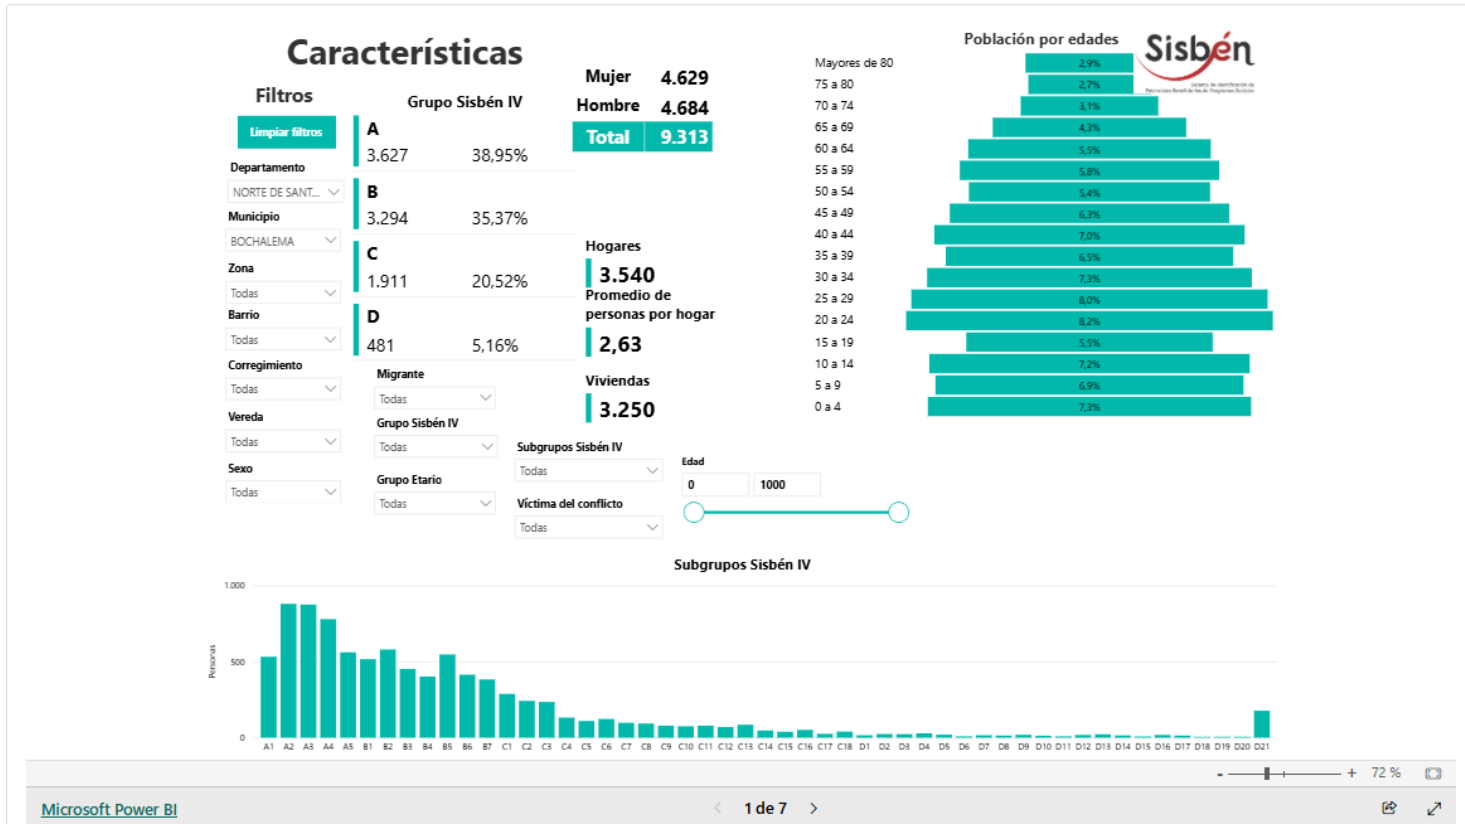 Características
Filtros
Limpiar filtros
Departamento
NORTE DE SANT...
Municipio
BOCHALEMA
Zona
Todas
Barrio
Todas
Corregimiento
Todas
Vereda
Todas
Sexo
Todas
Grupo Sisbén IV
A
3.627 38,95%
B
3.294 35,37%
C
1.911 20,52%
D
481 5,16%
Migrante
Todas
Grupo Sisbén IV
Todas
Grupo Etario
Todas
Mujer 4.629
Hombre 4.684
Total 9.313
Hogares
3.540
Promedio de
personas por hogar
2,63
Viviendas
3.250
Subgrupos Sisbén IV
Todas
Víctima del conflicto
Todas
Edad
0 1000
Población por edades
Sisbén
Mayores de 80 2,9%
75 a 80 2,7%
70 a 74 3,1%
65 a 69 4,3%
60 a 64 5,5%
55 a 59 5,8%
50 a 54 5,4%
45 a 49 6,3%
40 a 44 7,0%
35 a 39 6,5%
30 a 34 7,3%
25 a 29 8,0%
20 a 24 8,2%
15 a 19 5,5%
10 a 14 7,2%
5 a 9 6,9%
0 a 4 7,3%
Subgrupos Sisbén IV
Personas
1.000
500
0
A1 A2 A3 A4 A5 B1 B2 B3 B4 B5 B6 B7 C1 C2 C3 C4 C5 C6 C7 C8 C9 C10 C11 C12 C13 C14 C15 C16 C17 C18 D1 D2 D3 D4 D5 D6 D7 D8 D9 D10 D11 D12 D13 D14 D15 D16 D17 D18 D19 D20 D21
- + 72 %
Microsoft Power BI
1 de 7